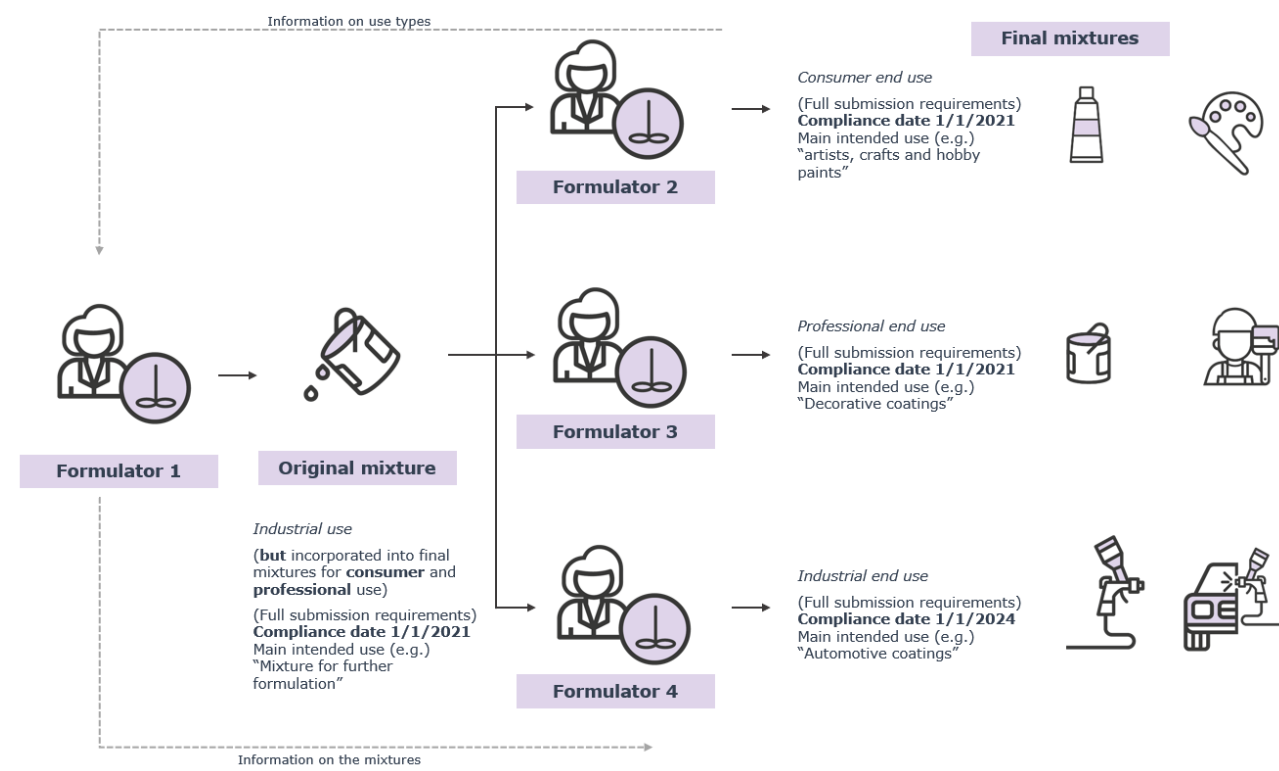 Information on use types
Final mixtures
Consumer end use
(Full submission requirements)
Compliance date 1/1/2021
Main intended use (e.g.)
“artists, crafts and hobby
paints”
Formulator 2
Professional end use
(Full submission requirements)
Compliance date 1/1/2021
Main intended use (e.g.)
“Decorative coatings”
Formulator 3
Formulator 1
Original mixture
Industrial use
(but incorporated into final
mixtures for consumer and
professional use)
(Full submission requirements)
Compliance date 1/1/2021
Main intended use (e.g.)
“Mixture for further
formulation”
Industrial end use
(Full submission requirements)
Compliance date 1/1/2024
Main intended use (e.g.)
“Automotive coatings”
Formulator 4
Information on the mixtures